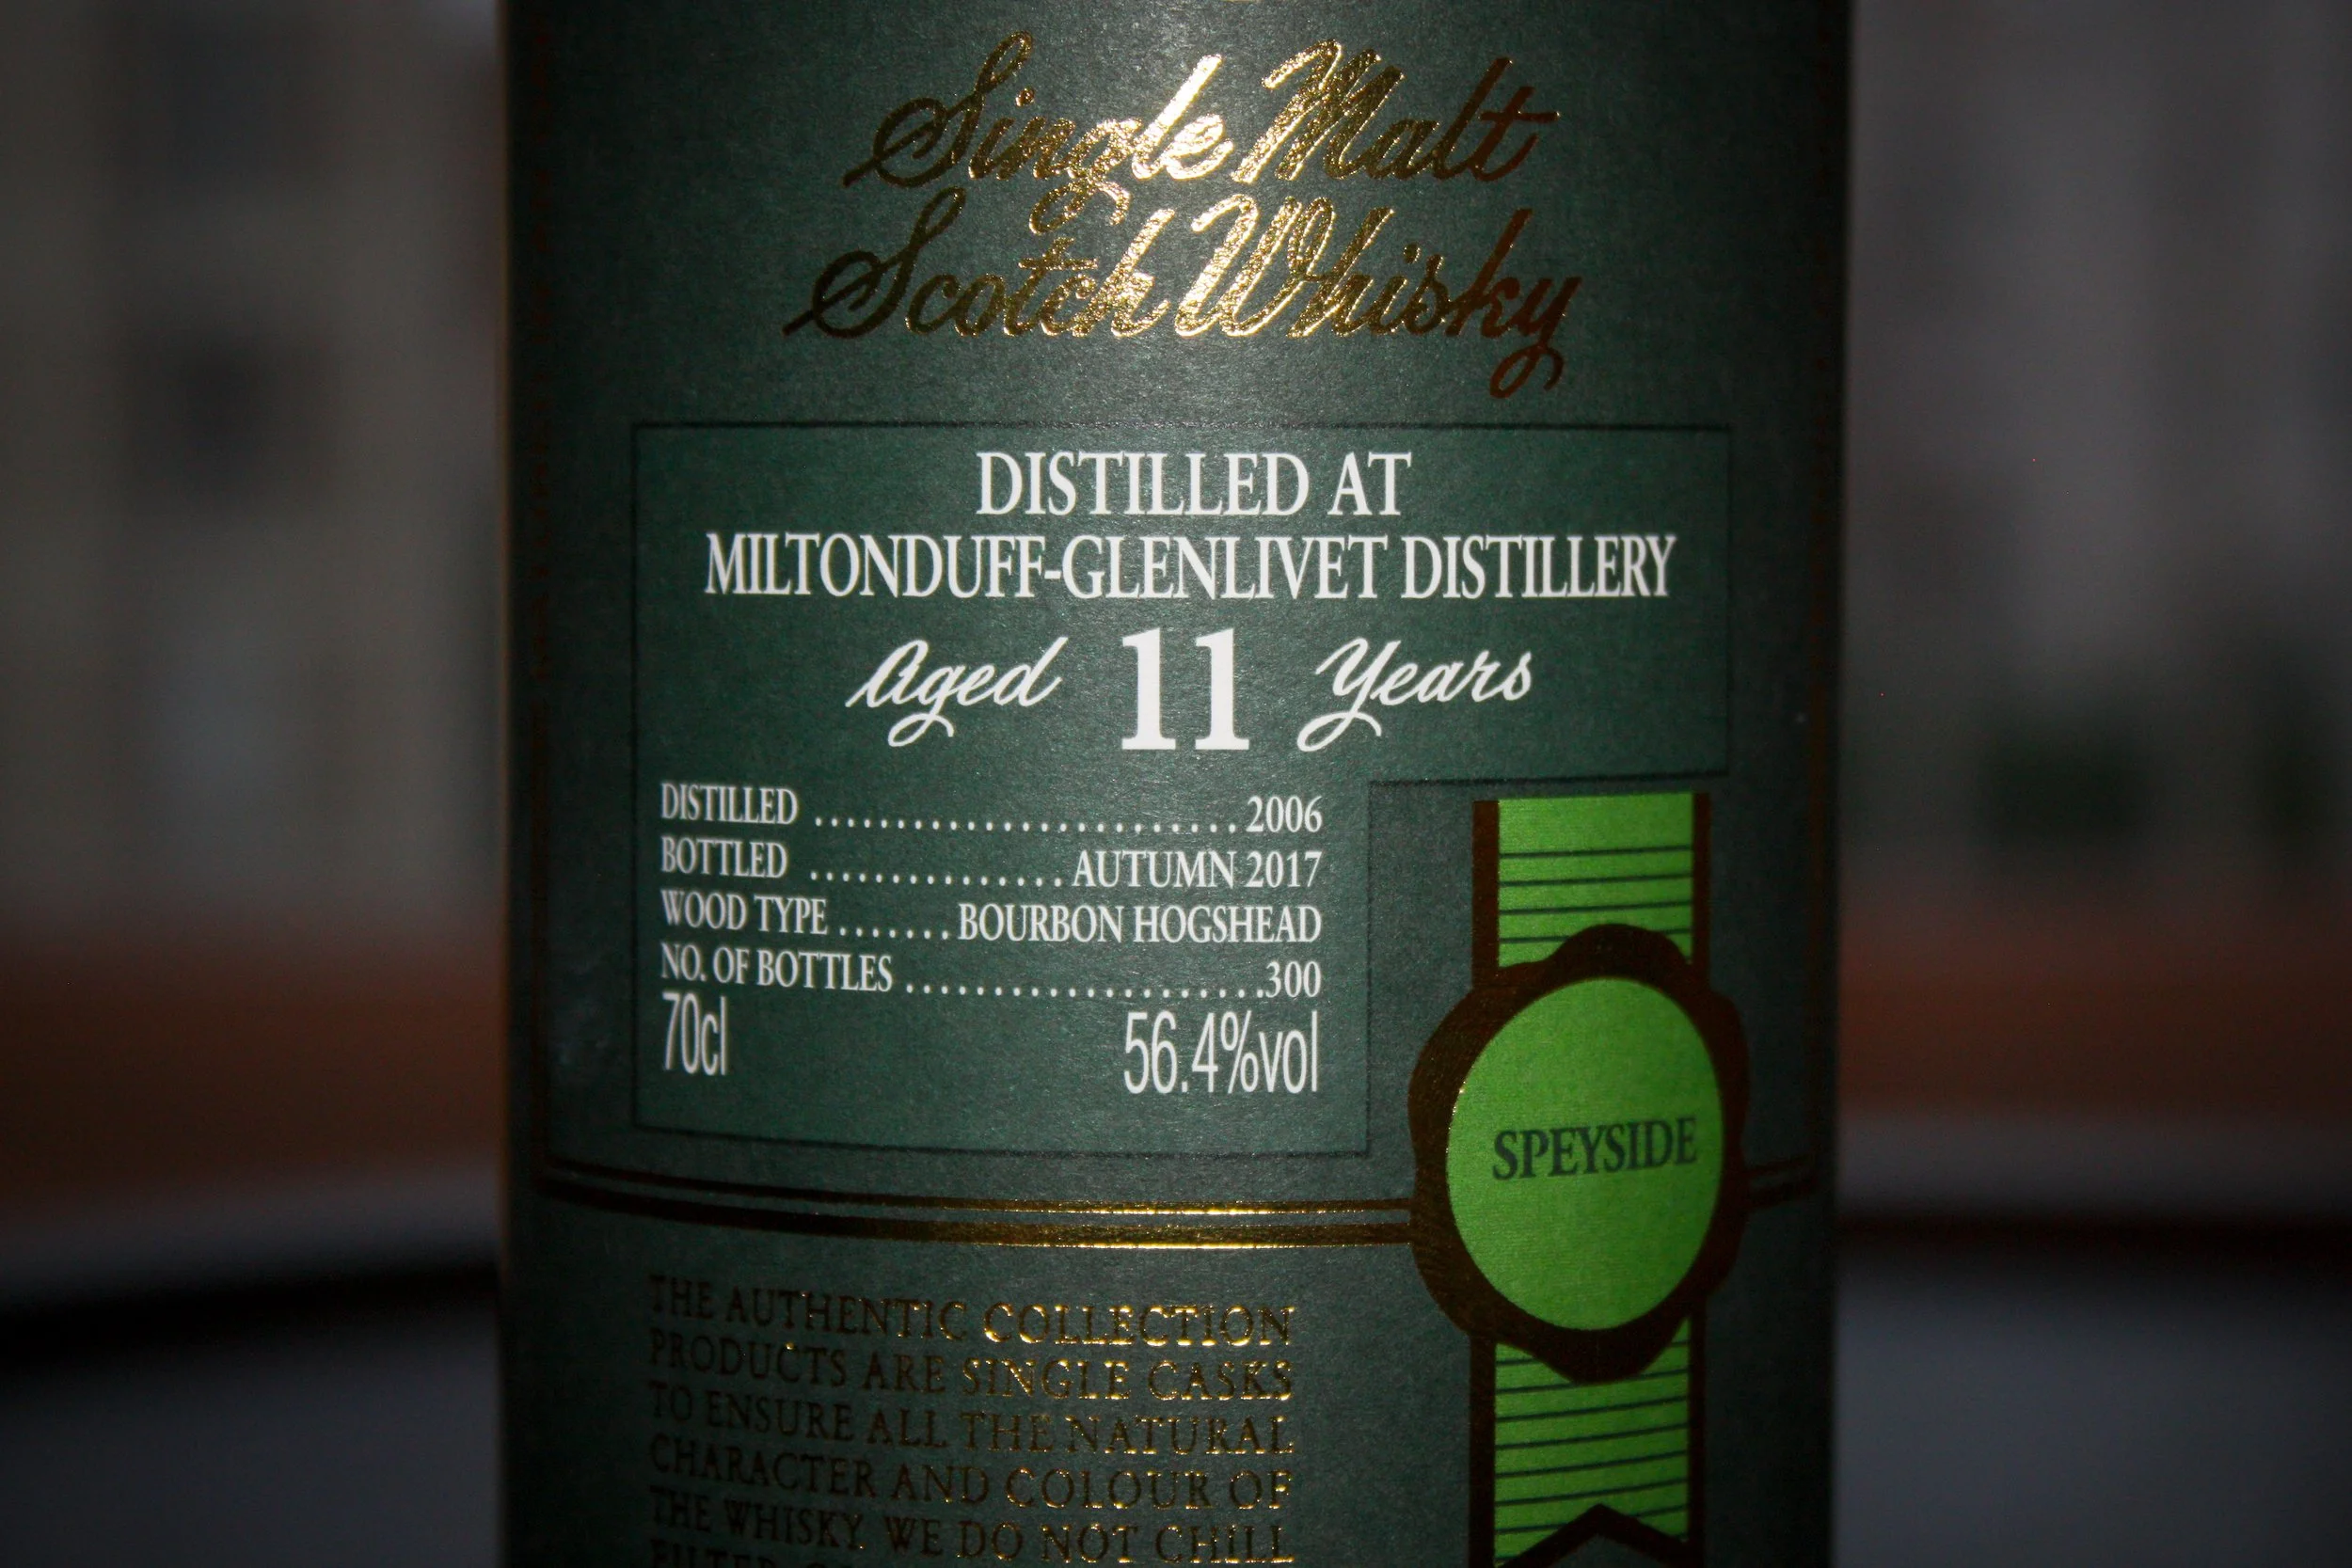 Single Malt
Scotch Whisky
DISTILLED AT
MILTONDUFF-GLENLIVET DISTILLERY
Aged 11 Years
DISTILLED ........................ 2006
BOTTLED ............... AUTUMN 2017
WOOD TYPE ....... BOURBON HOGSHEAD
NO. OF BOTTLES .....................300
70cl 56.4%vol
SPEYSIDE
THE AUTHENTIC COLLECTION
PRODUCTS ARE SINGLE CASKS
TO ENSURE ALL THE NATURAL
CHARACTER AND COLOUR OF
THE WHISKY. WE DO NOT CHILL